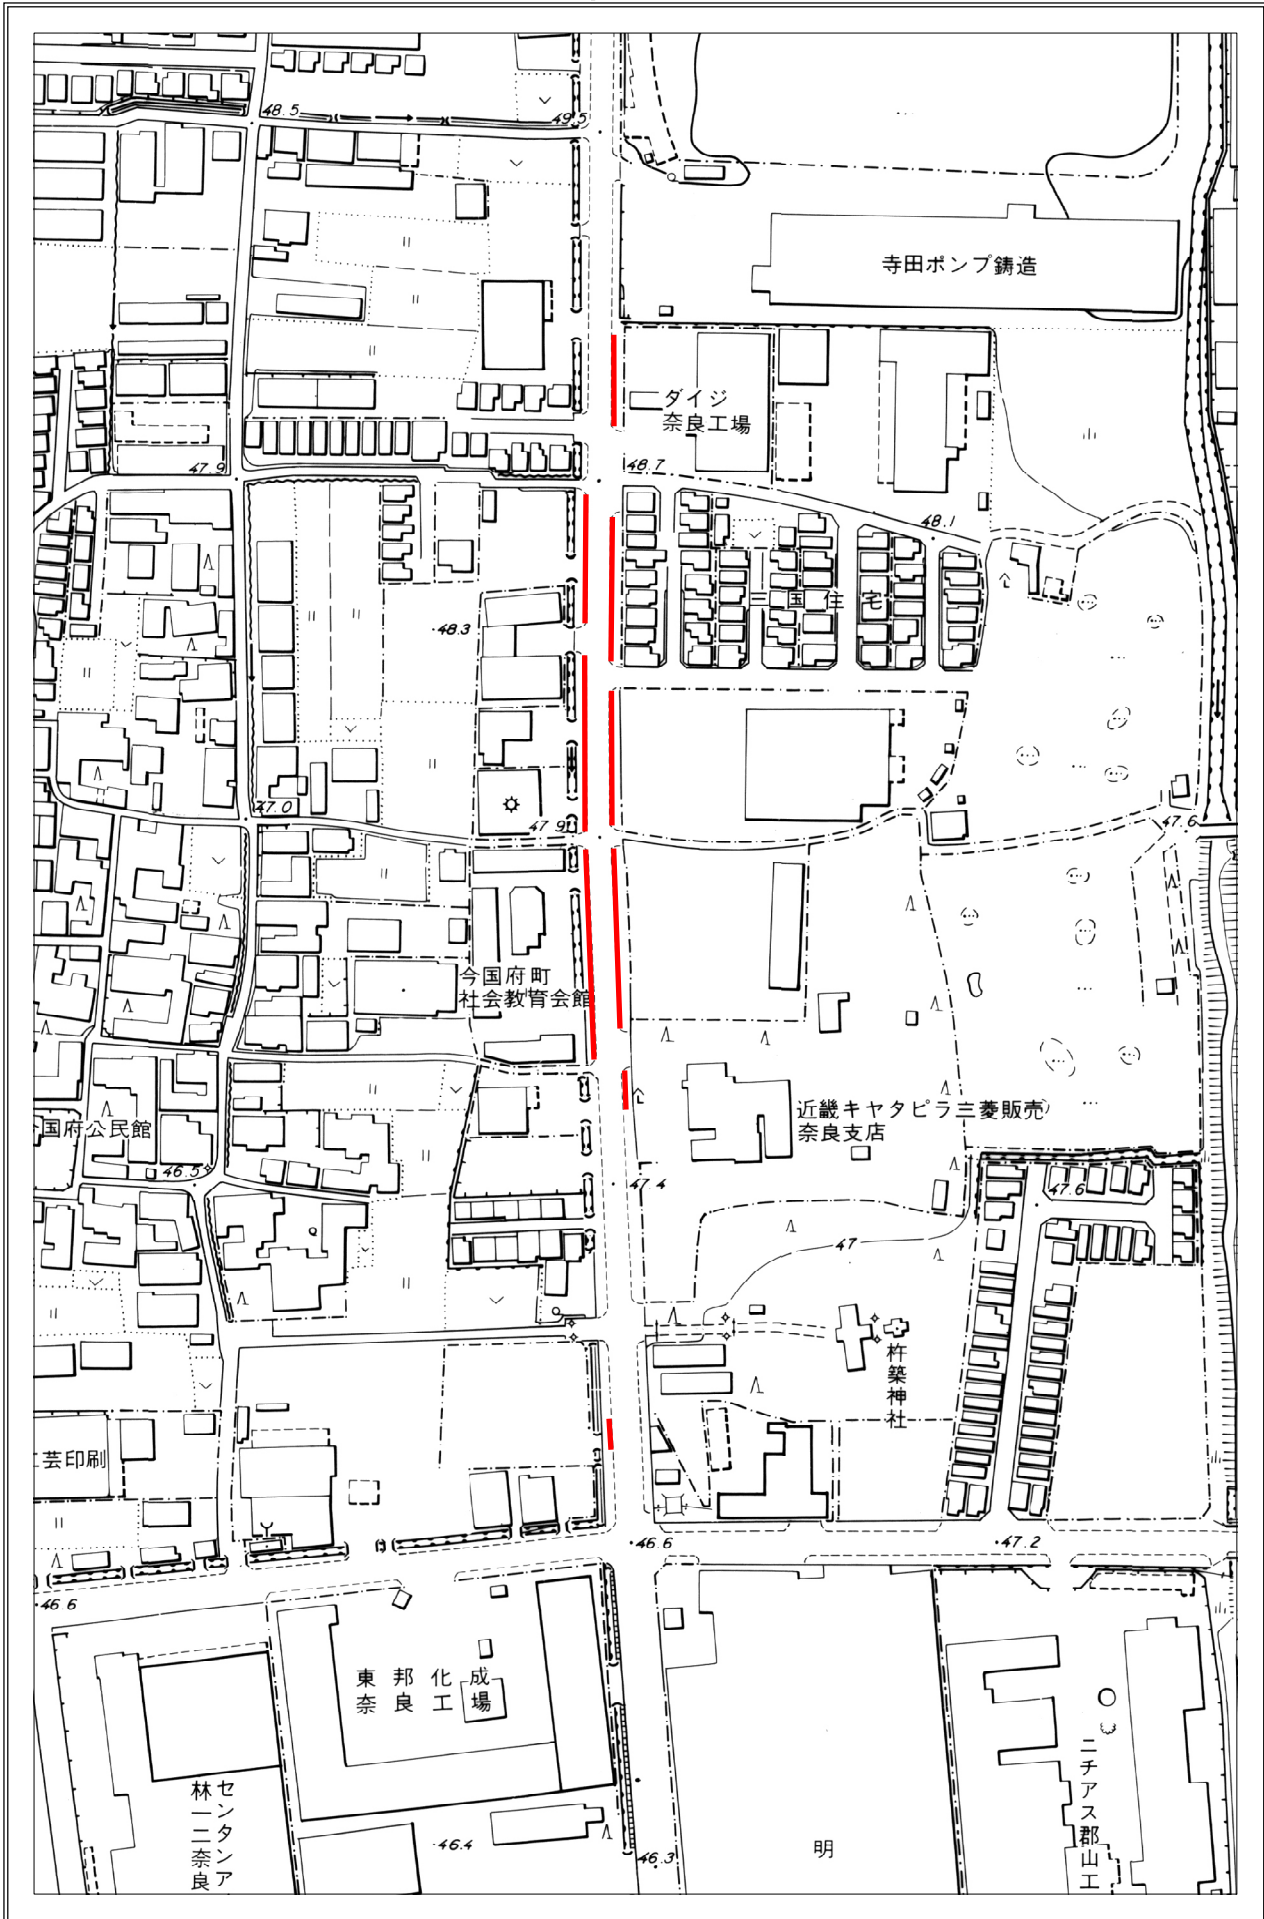 48.5
49.5
寺田ポンプ鋳造
ダイジ
奈良工場
47.9
48.7
48.1
48.3
三国住宅
47.0
47.9
47.6
今国府町
社会教育会館
近畿キヤタピラ三菱販売
奈良支店
国府公民館
46.5
47.4
47.6
47
杵築神社
芸印刷
46.6
47.2
46.6
東邦化成
奈良工場
センタンア
林一二奈良
46.4
46.3
明
ニチアス郡山工